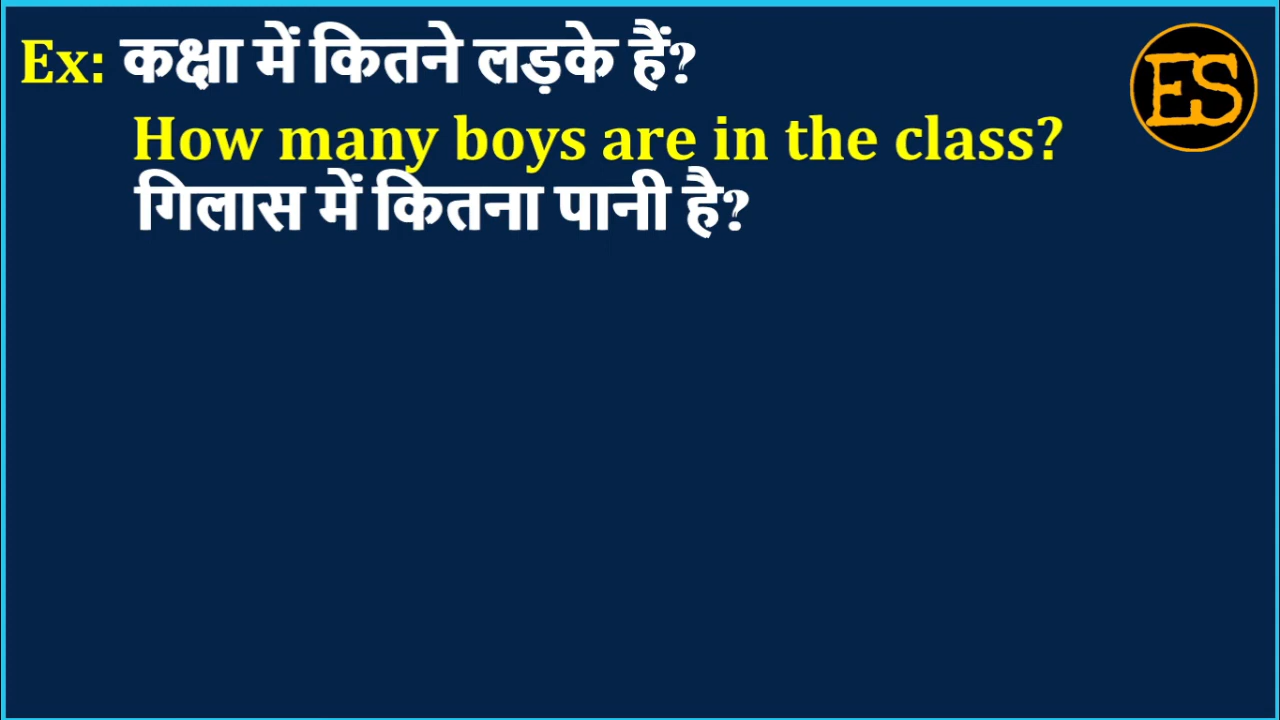 Ex: कक्षा में कितने लड़के हैं?
ES
How many boys are in the class?
गिलास में कितना पानी है?